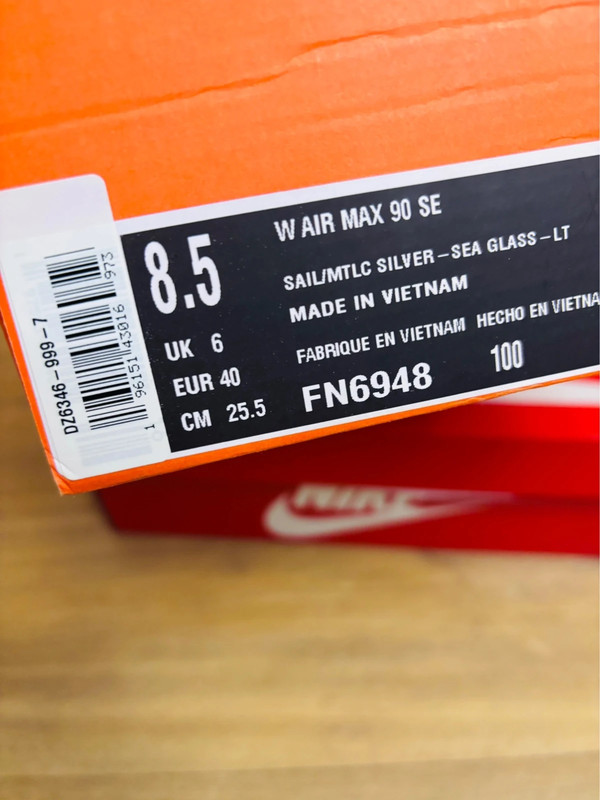 W AIR MAX 90 SE
8.5
SAIL/MTLC SILVER-SEA GLASS-LT
MADE IN VIETNAM
UK 6
FABRIQUE EN VIETNAM HECHO EN VIETNA
EUR 40
FN6948 100
CM 25.5
DZ6346-999-7
1 96151 43016 973
NIKE